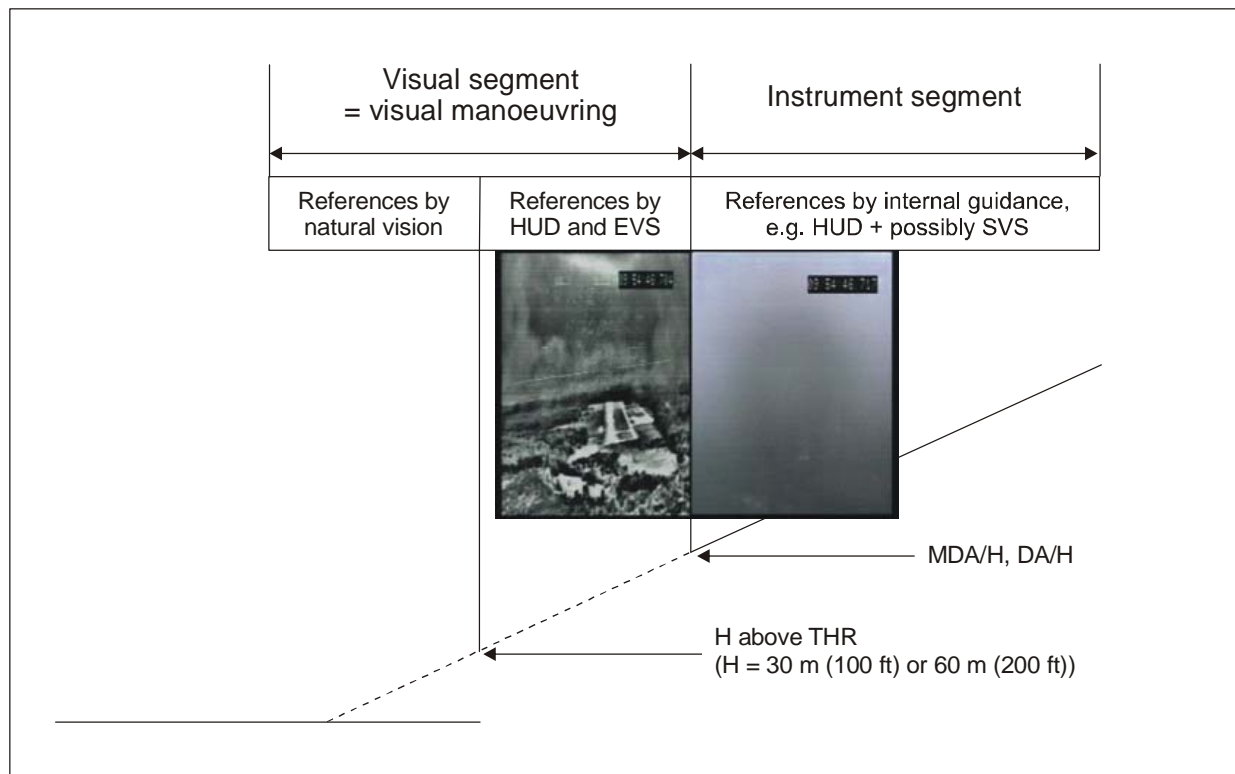 Visual segment
= visual manoeuvring
Instrument segment
References by
natural vision
References by
HUD and EVS
References by internal guidance,
e.g. HUD + possibly SVS
MDA/H, DA/H
H above THR
(H = 30 m (100 ft) or 60 m (200 ft))